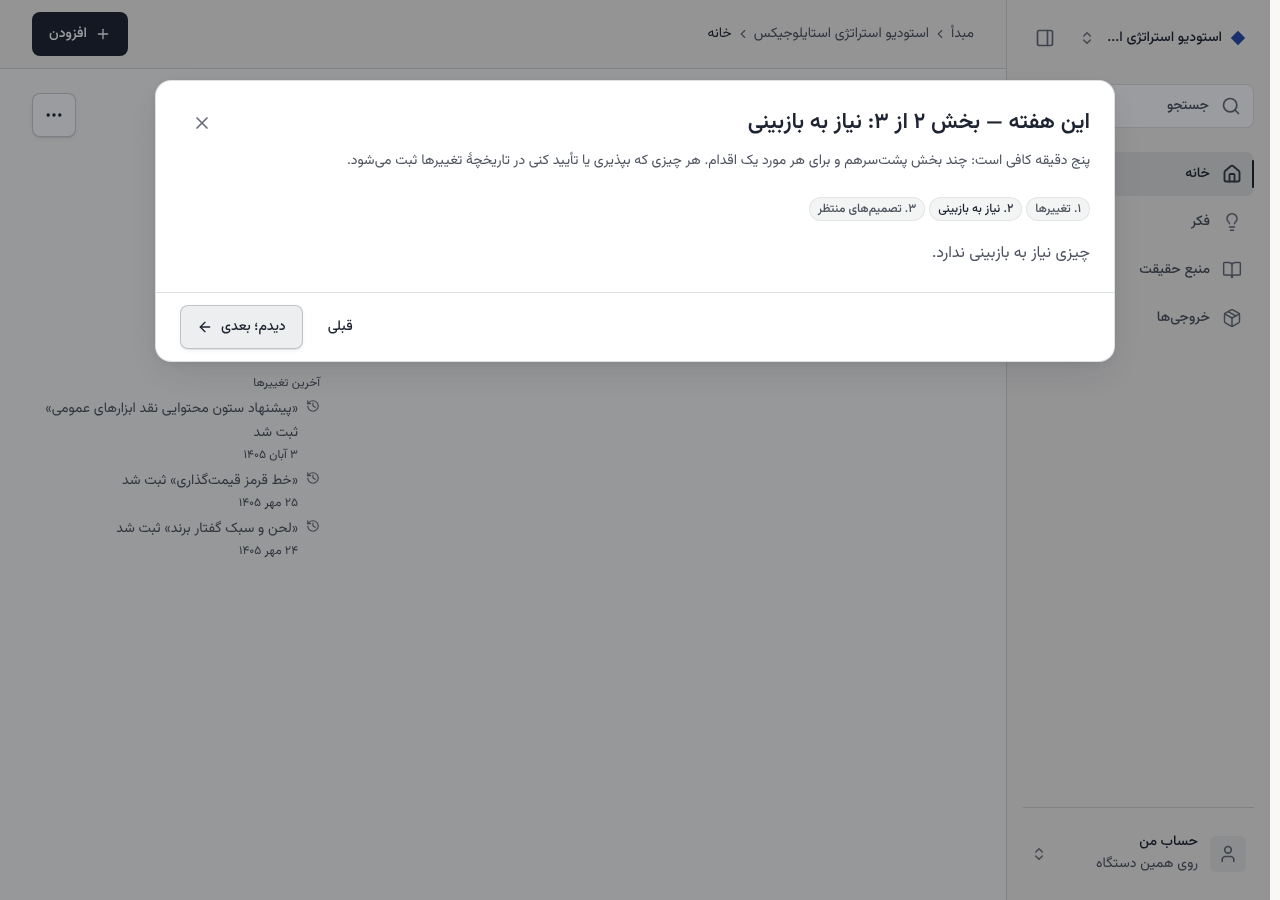 استودیو استراتژی ا...
جستجو
خانه
فکر
منبع حقیقت
خروجی‌ها
حساب من
روی همین دستگاه
مبدأ › استودیو استراتژی استایلوجیکس › خانه
افزودن
این هفته — بخش ۲ از ۳: نیاز به بازبینی
پنج دقیقه کافی است: چند بخش پشت‌سرهم و برای هر مورد یک اقدام. هر چیزی که بپذیری یا تأیید کنی در تاریخچهٔ تغییرها ثبت می‌شود.
۱. تغییرها
۲. نیاز به بازبینی
۳. تصمیم‌های منتظر
چیزی نیاز به بازبینی ندارد.
قبلی
دیدم؛ بعدی
آخرین تغییرها
«پیشنهاد ستون محتوایی نقد ابزارهای عمومی»
ثبت شد
۳ آبان ۱۴۰۵
«خط قرمز قیمت‌گذاری» ثبت شد
۲۵ مهر ۱۴۰۵
«لحن و سبک گفتار برند» ثبت شد
۲۴ مهر ۱۴۰۵